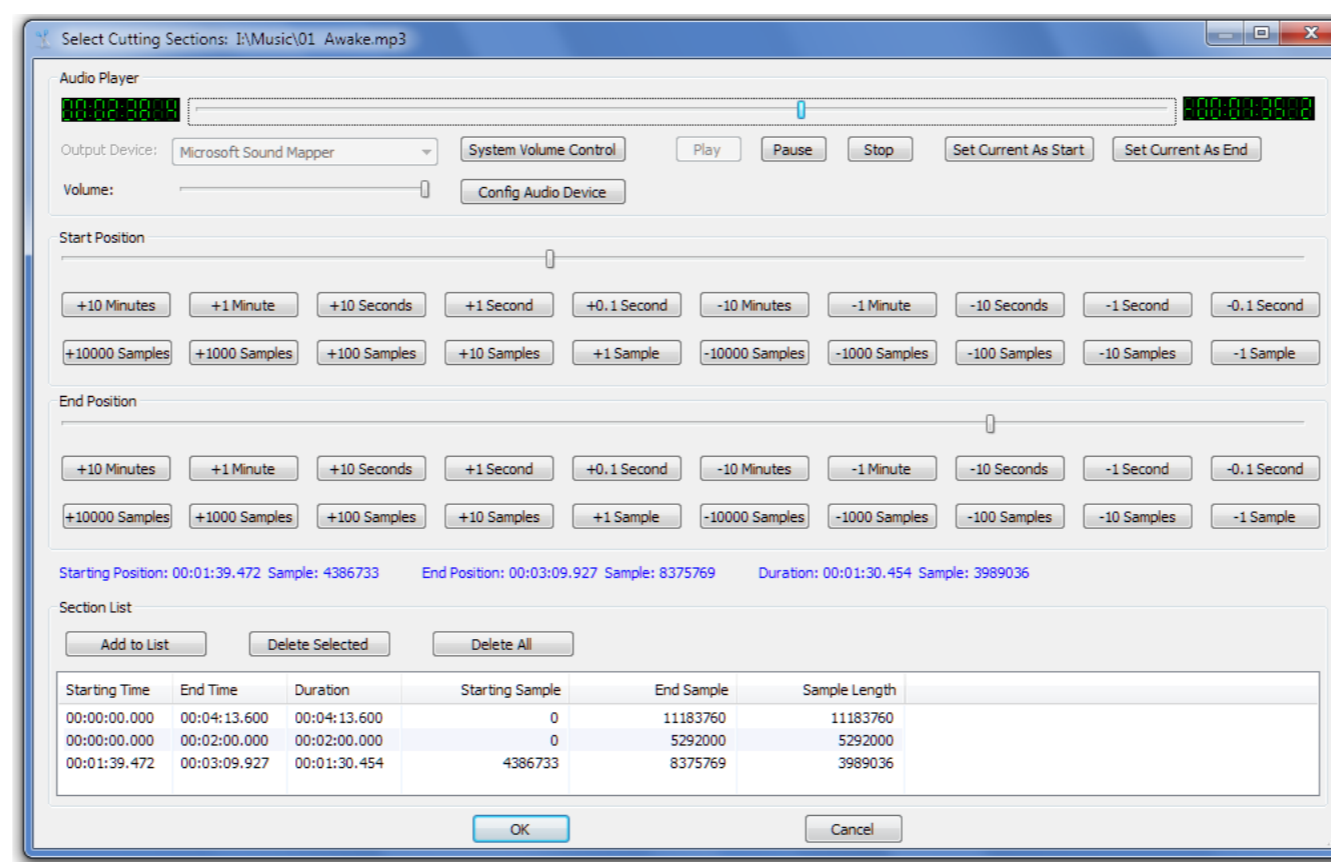 Select Cutting Sections: I:\Music\01 Awake.mp3
Audio Player
Output Device: Microsoft Sound Mapper System Volume Control Play Pause Stop Set Current As Start Set Current As End
Volume: Config Audio Device
Start Position
+10 Minutes +1 Minute +10 Seconds +1 Second +0.1 Second -10 Minutes -1 Minute -10 Seconds -1 Second -0.1 Second
+10000 Samples +1000 Samples +100 Samples +10 Samples +1 Sample -10000 Samples -1000 Samples -100 Samples -10 Samples -1 Sample
End Position
+10 Minutes +1 Minute +10 Seconds +1 Second +0.1 Second -10 Minutes -1 Minute -10 Seconds -1 Second -0.1 Second
+10000 Samples +1000 Samples +100 Samples +10 Samples +1 Sample -10000 Samples -1000 Samples -100 Samples -10 Samples -1 Sample
Starting Position: 00:01:39.472 Sample: 4386733 End Position: 00:03:09.927 Sample: 8375769 Duration: 00:01:30.454 Sample: 3989036
Section List
Add to List Delete Selected Delete All
Starting Time End Time Duration Starting Sample End Sample Sample Length
00:00:00.000 00:04:13.600 00:04:13.600 0 11183760 11183760
00:00:00.000 00:02:00.000 00:02:00.000 0 5292000 5292000
00:01:39.472 00:03:09.927 00:01:30.454 4386733 8375769 3989036
OK Cancel